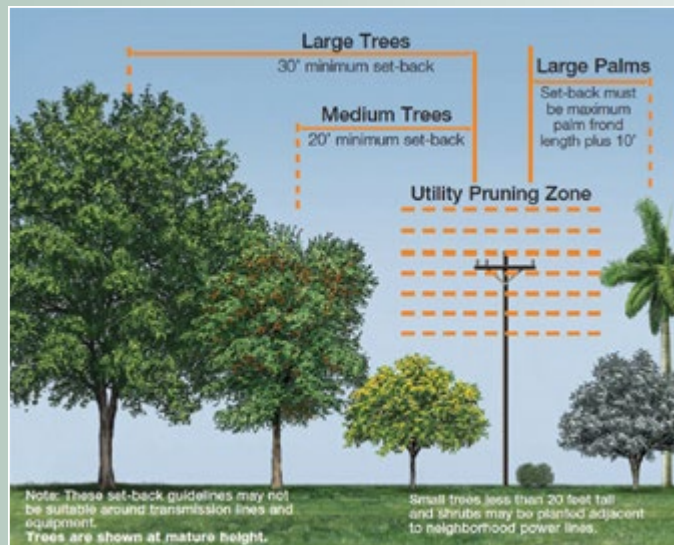 Large Trees
30' minimum set-back
Large Palms
Set-back must
be maximum
palm frond
length plus 10'
Medium Trees
20' minimum set-back
Utility Pruning Zone
Note: These set-back guidelines may not
be suitable around transmission lines and
equipment.
Trees are shown at mature height.
Small trees less than 20 feet tall
and shrubs may be planted adjacent
to neighborhood power lines.